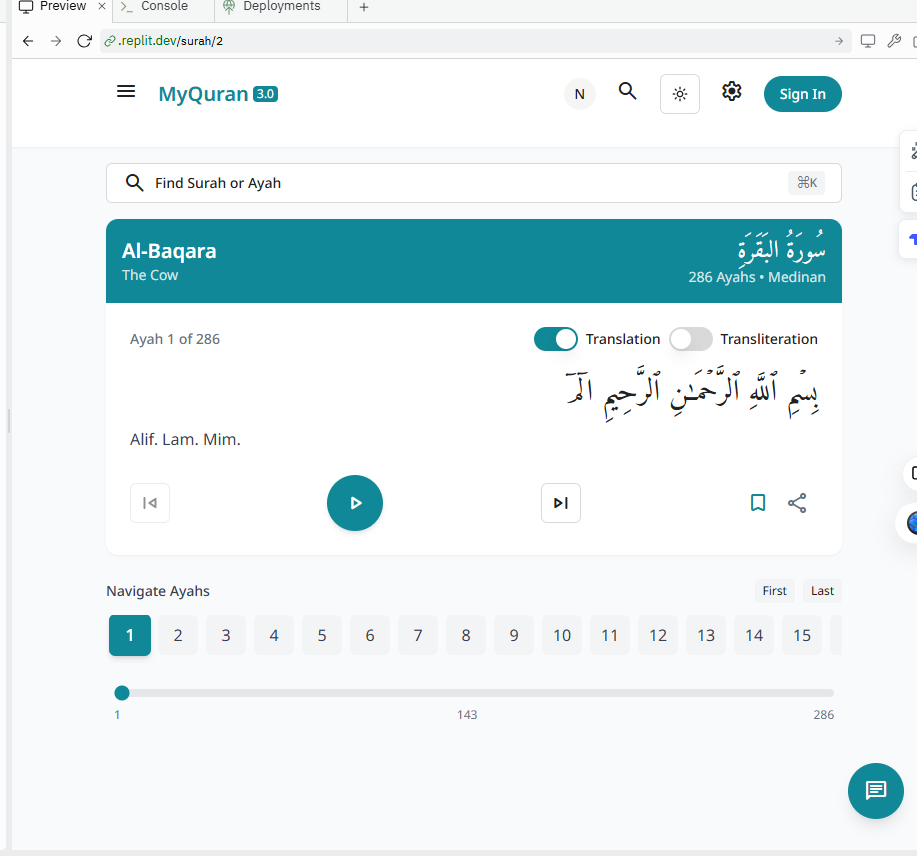 Preview × Console Deployments +
.replit.dev/surah/2
MyQuran 3.0 N Sign In
Find Surah or Ayah ⌘K
Al-Baqara سُورَةُ البَقَرَةِ
The Cow 286 Ayahs • Medinan
Ayah 1 of 286 Translation Transliteration
بِسۡمِ ٱللَّهِ ٱلرَّحۡمَـٰنِ ٱلرَّحِیمِ الۤمۤ
Alif. Lam. Mim.
Navigate Ayahs First Last
1 2 3 4 5 6 7 8 9 10 11 12 13 14 15
1 143 286